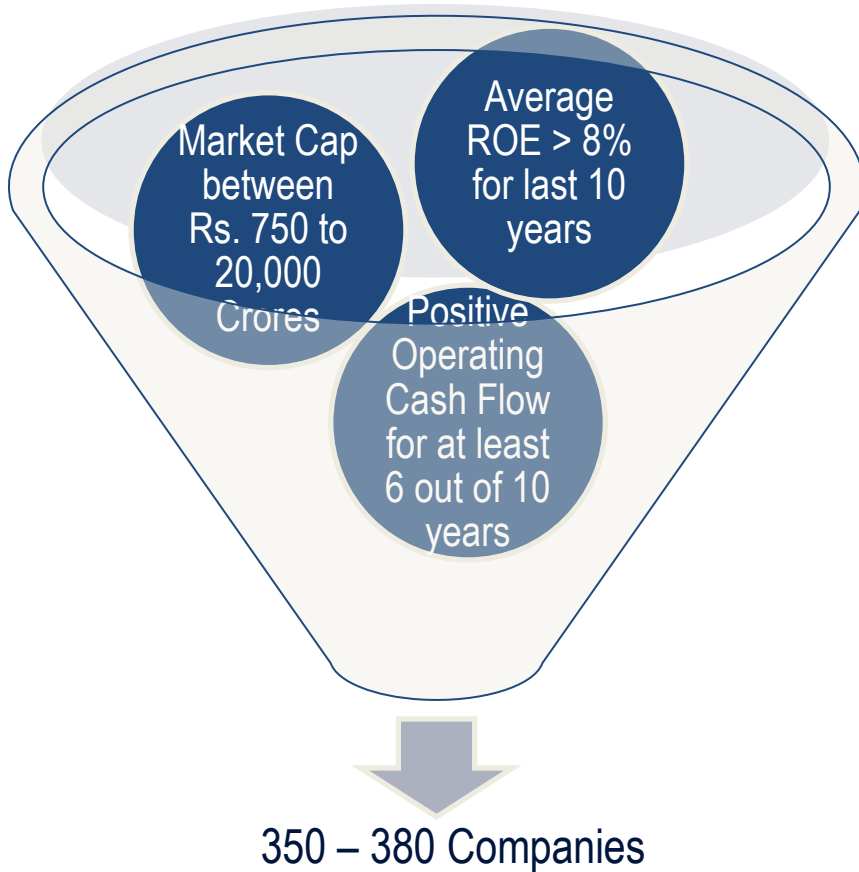 Market Cap
between
Rs. 750 to
20,000
Crores
Average
ROE > 8%
for last 10
years
Positive
Operating
Cash Flow
for at least
6 out of 10
years
350 – 380 Companies